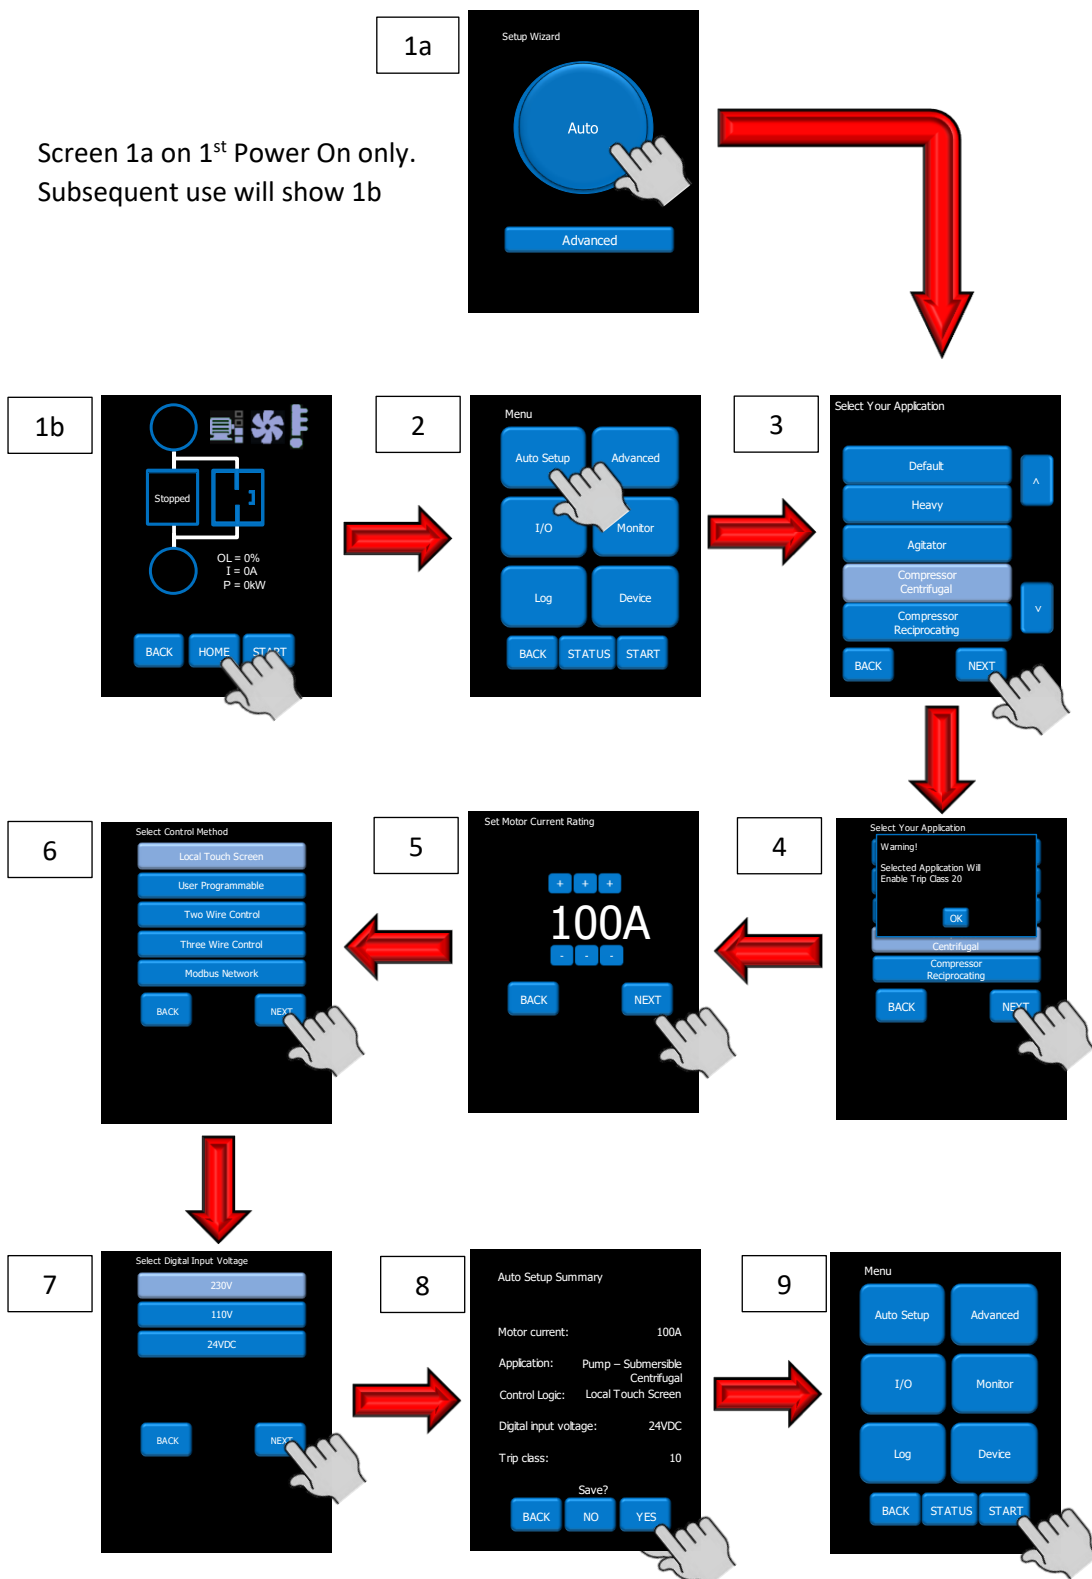 1a
Setup Wizard
Auto
Advanced
Screen 1a on 1st Power On only.
Subsequent use will show 1b
1b
Stopped
OL = 0%
I = 0A
P = 0kW
BACK HOME START
2
Menu
Auto Setup Advanced
I/O Monitor
Log Device
BACK STATUS START
3
Select Your Application
Default
^
Heavy
Agitator
Compressor
Centrifugal
v
Compressor
Reciprocating
BACK NEXT
4
Select Your Application
Warning!
Selected Application Will
Enable Trip Class 20
OK
Centrifugal
Compressor
Reciprocating
BACK NEXT
5
Set Motor Current Rating
+ + +
100A
- - -
BACK NEXT
6
Select Control Method
Local Touch Screen
User Programmable
Two Wire Control
Three Wire Control
Modbus Network
BACK NEXT
7
Select Digital Input Voltage
230V
110V
24VDC
BACK NEXT
8
Auto Setup Summary
Motor current: 100A
Application: Pump – Submersible
Centrifugal
Control Logic: Local Touch Screen
Digital input voltage: 24VDC
Trip class: 10
Save?
BACK NO YES
9
Menu
Auto Setup Advanced
I/O Monitor
Log Device
BACK STATUS START